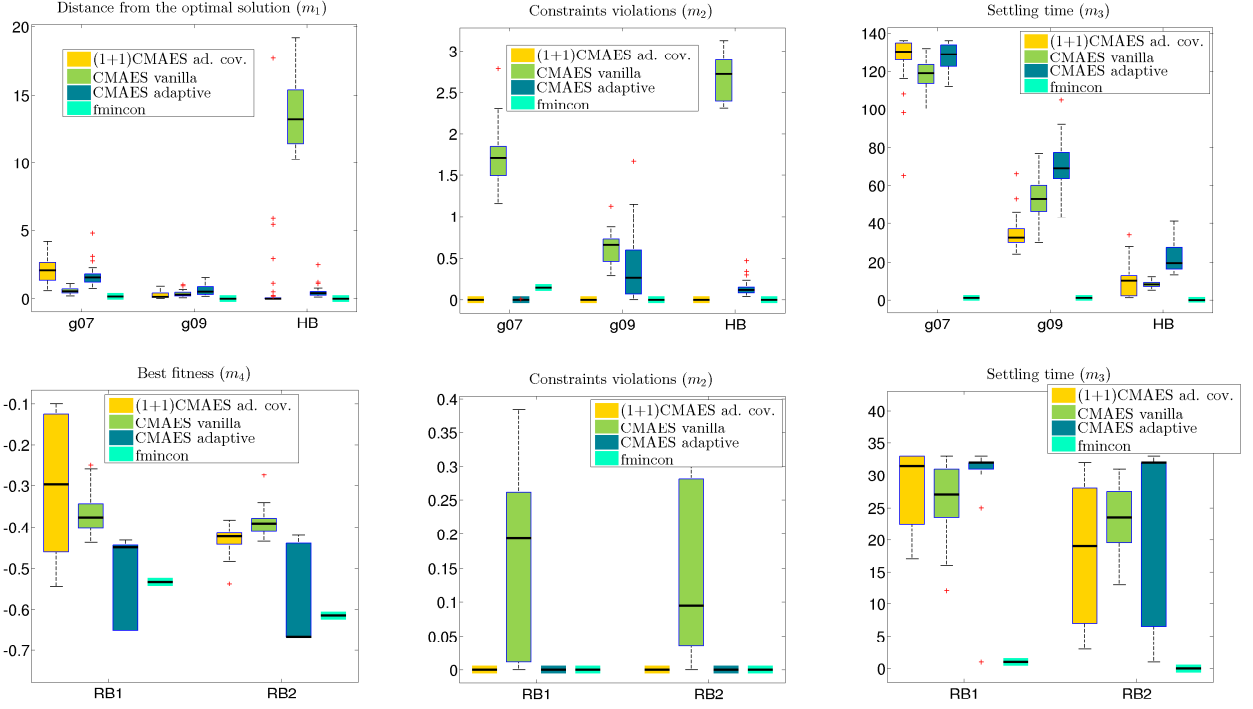 Distance from the optimal solution (m₁)
20
15
10
5
0
(1+1)CMAES ad. cov.
CMAES vanilla
CMAES adaptive
fmincon
g07 g09 HB
Constraints violations (m₂)
3
2.5
2
1.5
1
0.5
0
(1+1)CMAES ad. cov.
CMAES vanilla
CMAES adaptive
fmincon
g07 g09 HB
Settling time (m₃)
140
120
100
80
60
40
20
0
(1+1)CMAES ad. cov.
CMAES vanilla
CMAES adaptive
fmincon
g07 g09 HB
Best fitness (m₄)
-0.1
-0.2
-0.3
-0.4
-0.5
-0.6
-0.7
(1+1)CMAES ad. cov.
CMAES vanilla
CMAES adaptive
fmincon
RB1 RB2
Constraints violations (m₂)
0.4
0.35
0.3
0.25
0.2
0.15
0.1
0.05
0
(1+1)CMAES ad. cov.
CMAES vanilla
CMAES adaptive
fmincon
RB1 RB2
Settling time (m₃)
40
35
30
25
20
15
10
5
0
(1+1)CMAES ad. cov.
CMAES vanilla
CMAES adaptive
fmincon
RB1 RB2